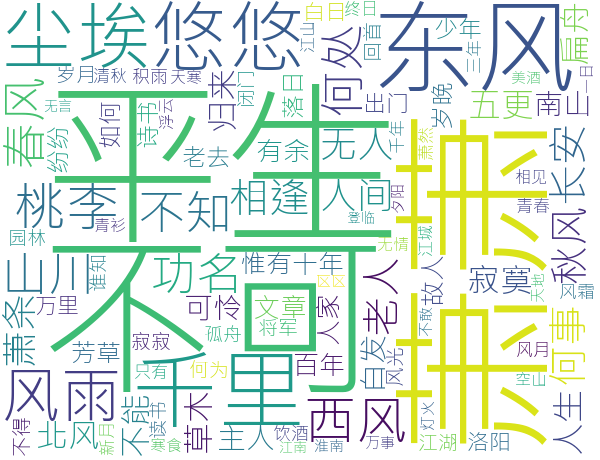 尘埃
悠悠
东风
平生
不可
萧萧
千里
风雨
西风
春风
桃李
不知
相逢
人间
无人
何处
归来
山川
功名
老人
秋风
长安
何事
五更
南山
扁舟
少年
岁晚
寂寞
故人
人生
洛阳
江湖
白发
百年
文章
将军
人家
可怜
惟有
十年
有余
老去
诗书
如何
落日
出门
萧条
万里
芳草
北风
不能
草木
主人
读书
寂寂
孤舟
何为
只有
饮酒
淮南
江南
寒食
新月
不得
园林
谁知
青衫
纷纷
岁月
清秋
积雨
天寒
无言
浮云
闭门
江山
白日
终日
回首
三年
美酒
一日
千年
萧然
夕阳
登临
无情
江城
青春
相见
天地
风霜
风光
区区
不敢
灯火
万事
风月
空山